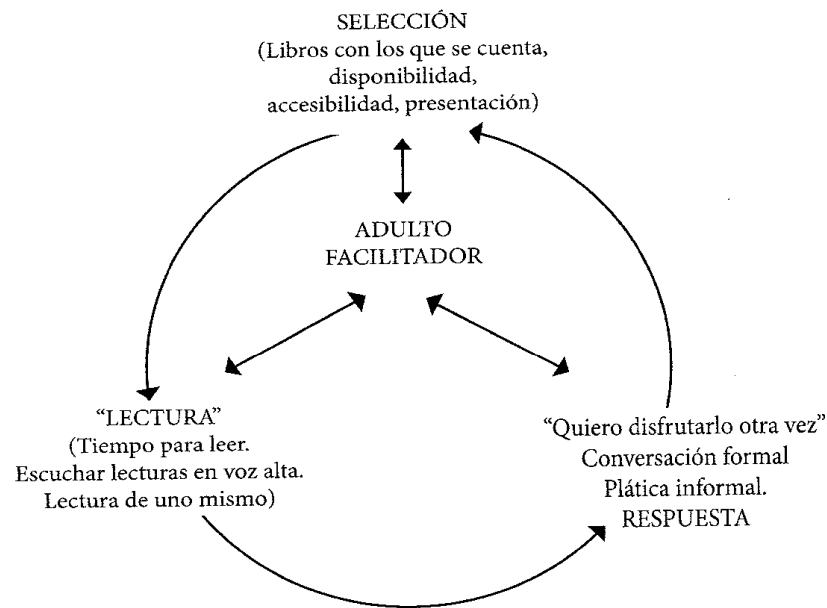 SELECCIÓN
(Libros con los que se cuenta,
disponibilidad,
accesibilidad, presentación)
ADULTO
FACILITADOR
“LECTURA”
(Tiempo para leer.
Escuchar lecturas en voz alta.
Lectura de uno mismo)
“Quiero disfrutarlo otra vez”
Conversación formal
Plática informal.
RESPUESTA